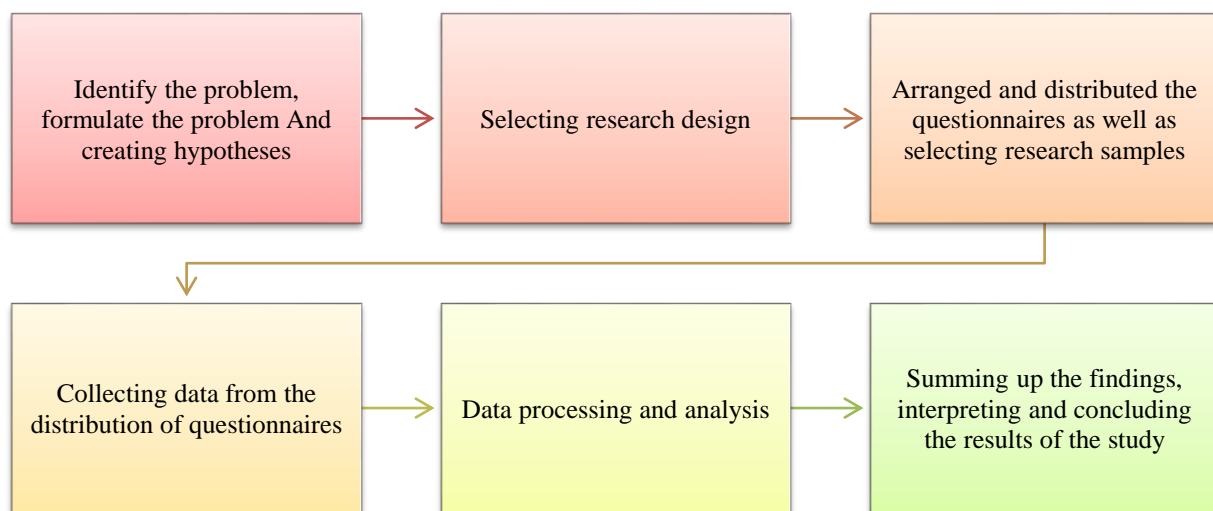 Identify the problem,
formulate the problem And
creating hypotheses
Selecting research design
Arranged and distributed the
questionnaires as well as
selecting research samples
Collecting data from the
distribution of questionnaires
Data processing and analysis
Summing up the findings,
interpreting and concluding
the results of the study